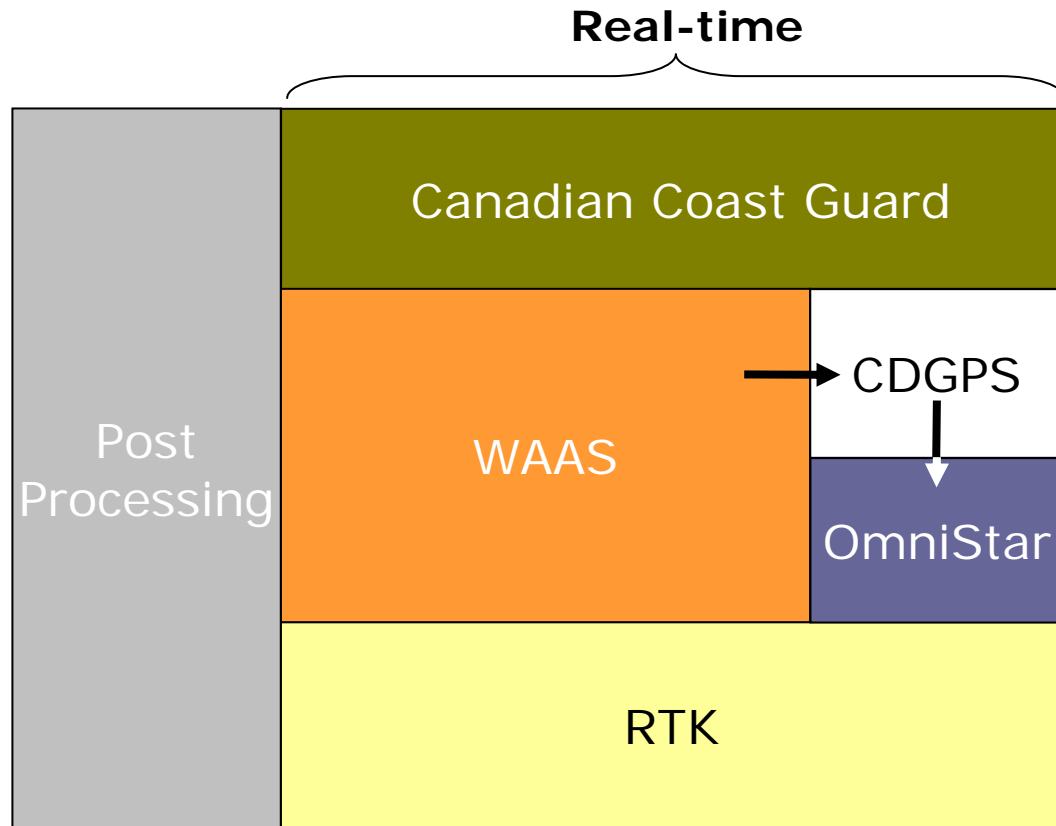 Real-time
Canadian Coast Guard
CDGPS
Post
Processing
WAAS
OmniStar
RTK